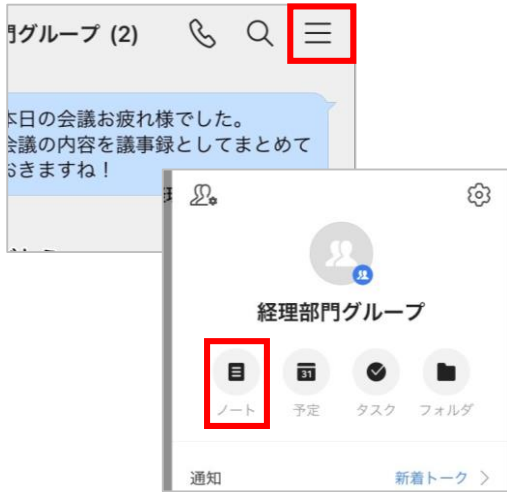 門グループ (2)
本日の会議お疲れ様でした。
会議の内容を議事録としてまとめて
おきますね！
経理部門グループ
31
ノート
予定
タスク
フォルダ
通知
新着トーク